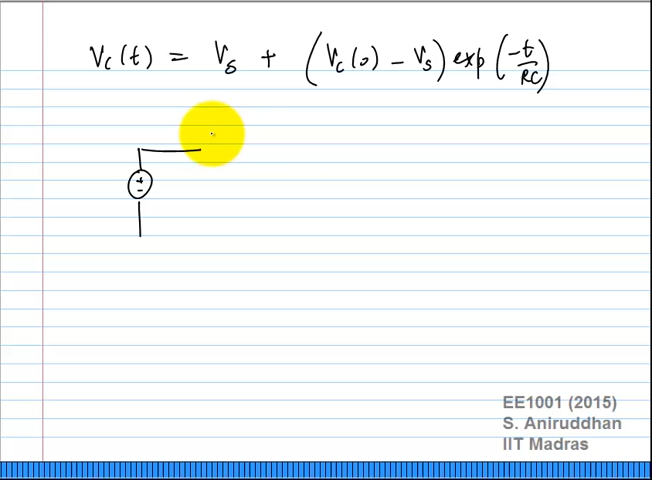 Vc(t) = Vs + (Vc(0) - Vs) exp(-t/RC)
+
-
EE1001 (2015)
S. Aniruddhan
IIT Madras